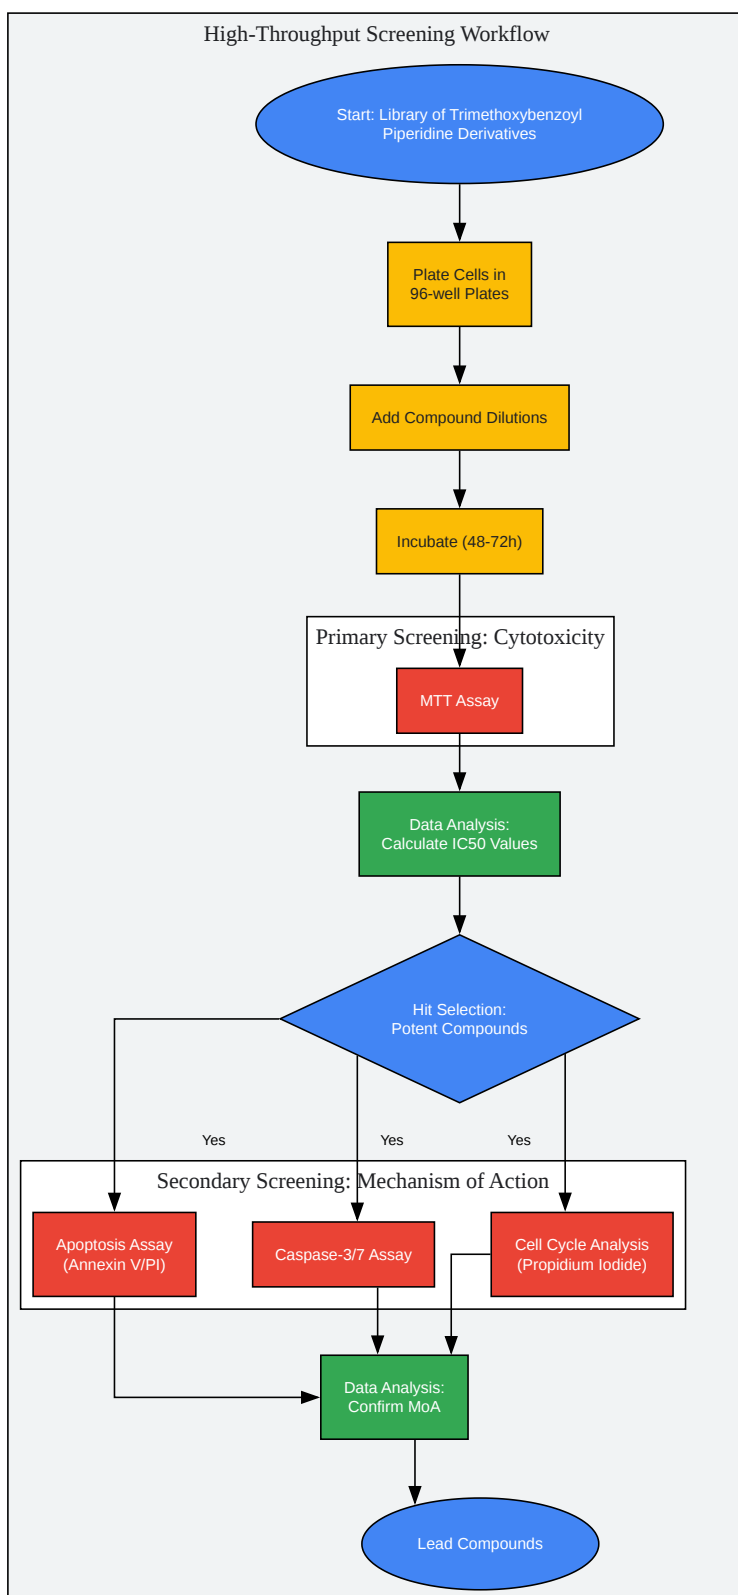 High-Throughput Screening Workflow
Start: Library of Trimethoxybenzoyl
Piperidine Derivatives
Plate Cells in
96-well Plates
Add Compound Dilutions
Incubate (48-72h)
Primary Screening: Cytotoxicity
MTT Assay
Data Analysis:
Calculate IC50 Values
Hit Selection:
Potent Compounds
Yes
Yes
Yes
Secondary Screening: Mechanism of Action
Apoptosis Assay
(Annexin V/PI)
Caspase-3/7 Assay
Cell Cycle Analysis
(Propidium Iodide)
Data Analysis:
Confirm MoA
Lead Compounds